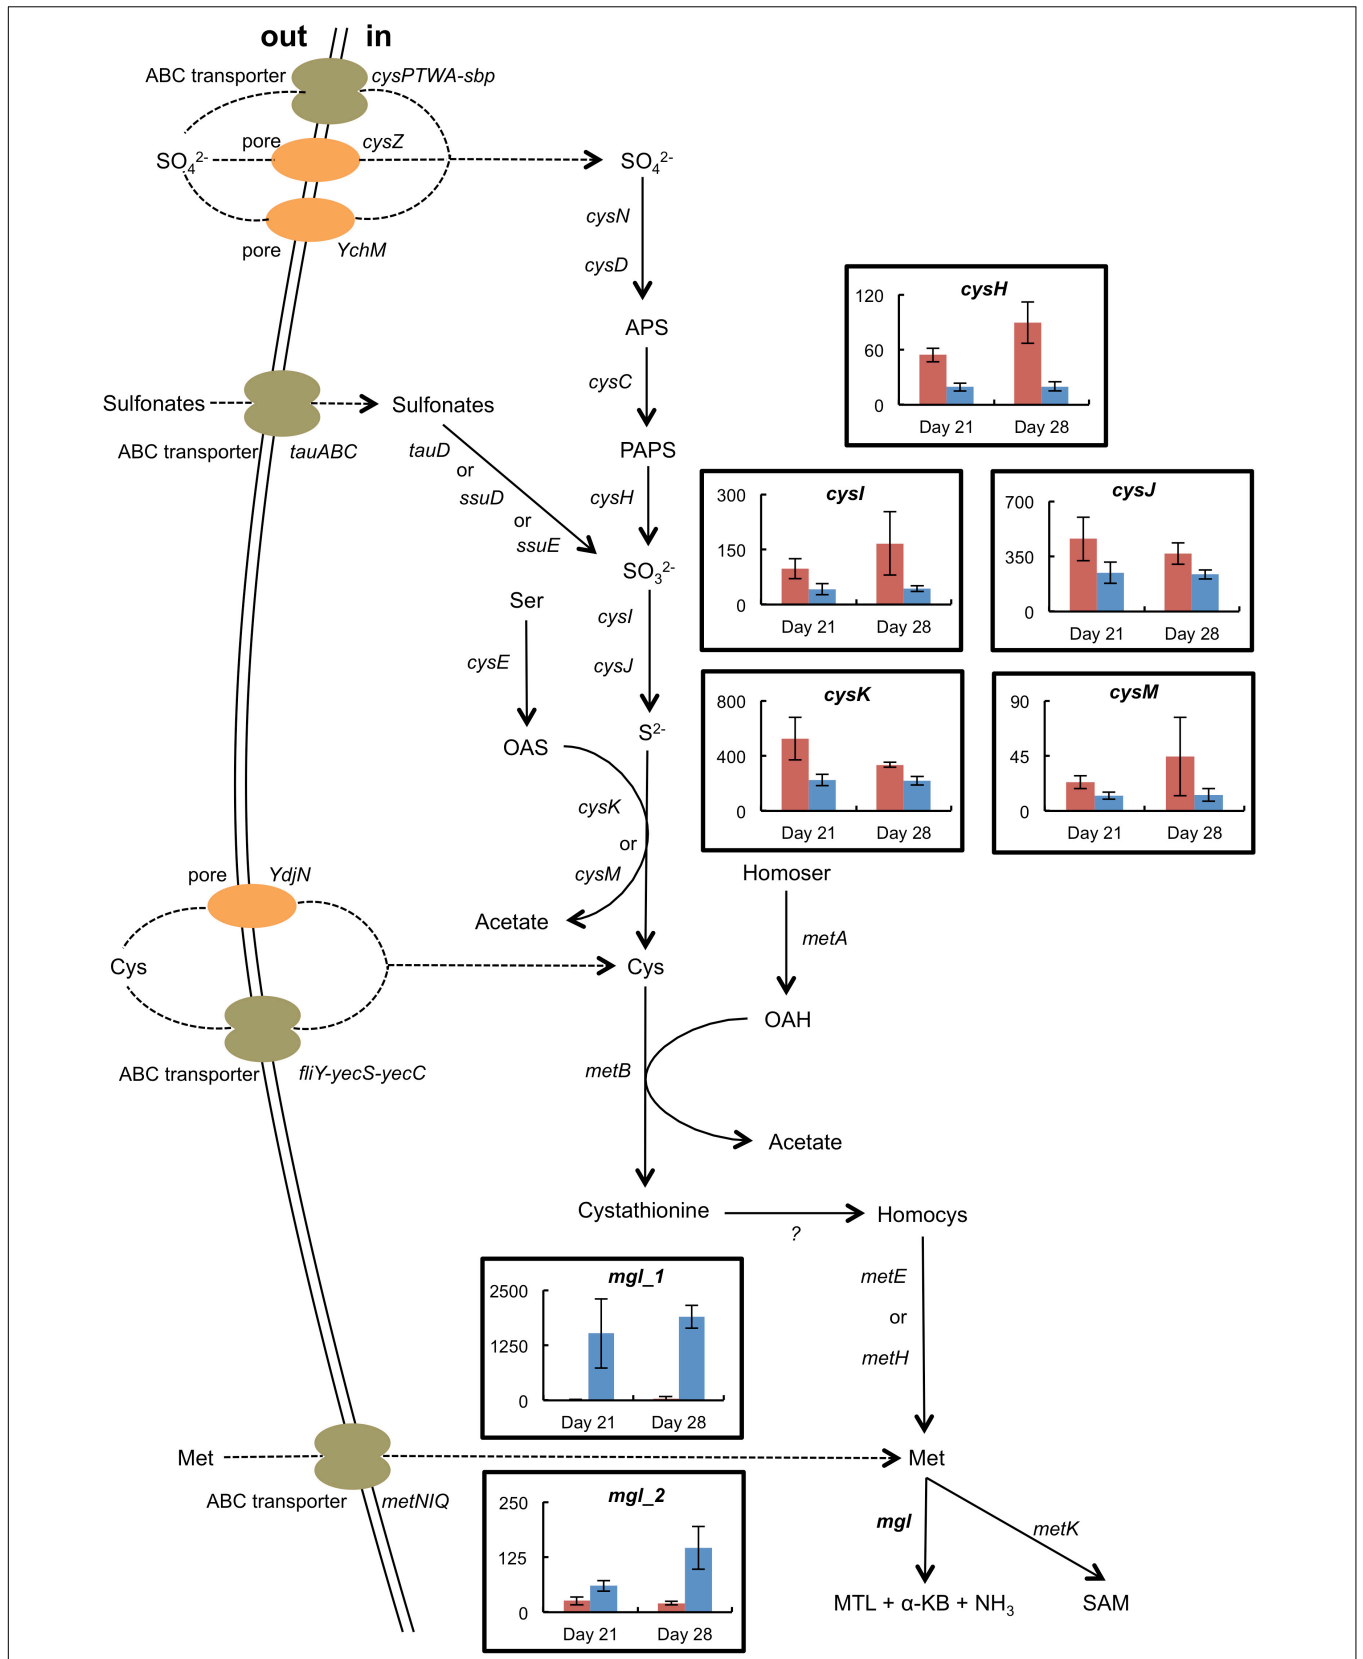 out in
ABC transporter cysPTWA-sbp
pore cysZ
SO₄²⁻ SO₄²⁻
pore YchM
cysN
cysD
APS
cysC
PAPS
cysH
Sulfonates Sulfonates
ABC transporter tauABC
tauD
or
ssuD
or
ssuE
SO₃²⁻
Ser
cysI
cysE
cysJ
OAS
S²⁻
cysK
or
cysM
Acetate
pore YdjN
Cys Cys
ABC transporter fliY-yecS-yecC
Homoser
metA
OAH
metB
Acetate
Cystathionine
?
Homocys
metE
or
metH
Met Met
ABC transporter metNIQ
mgl
metK
MTL + α-KB + NH₃
SAM
cysH
120
60
0
Day 21 Day 28
cysI
300
150
0
Day 21 Day 28
cysJ
700
350
0
Day 21 Day 28
cysK
800
400
0
Day 21 Day 28
cysM
90
45
0
Day 21 Day 28
mgl_1
2500
1250
0
Day 21 Day 28
mgl_2
250
125
0
Day 21 Day 28